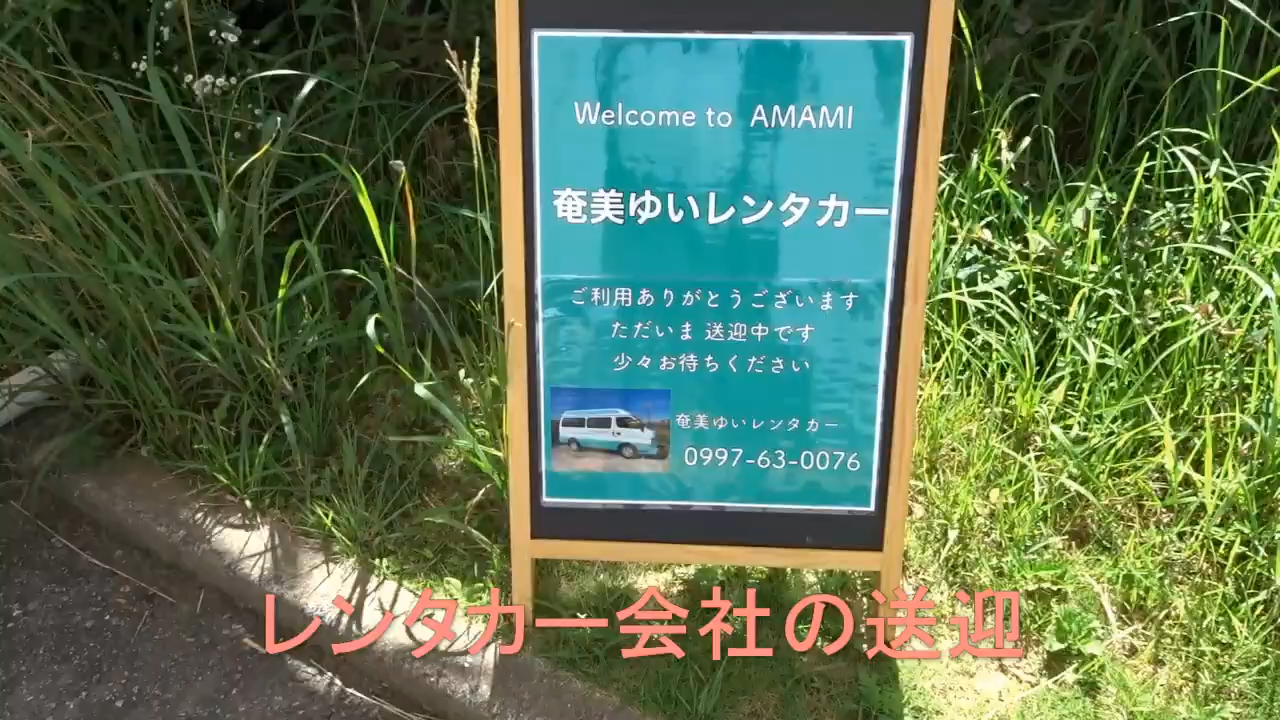 Welcome to AMAMI
奄美ゆいレンタカー
ご利用ありがとうございます
ただいま 送迎中です
少々お待ちください
奄美ゆいレンタカー
0997-63-0076
レンタカー会社の送迎